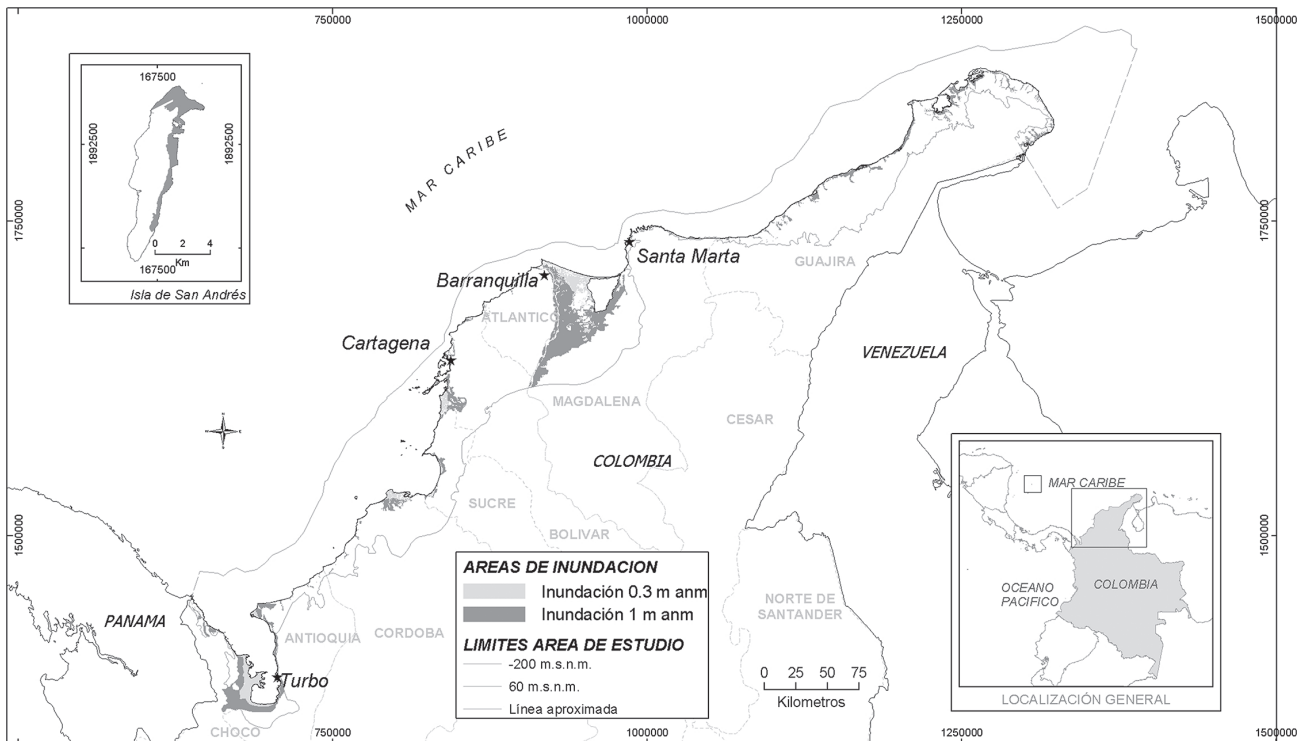 750000
1000000
1250000
1500000
167500
1892500
1892500
0 2 4
Km
167500
Isla de San Andrés
MAR CARIBE
1750000
1750000
Santa Marta
GUAJIRA
Barranquilla
ATLANTICO
Cartagena
VENEZUELA
MAGDALENA
CESAR
COLOMBIA
SUCRE
BOLIVAR
1500000
1500000
N
S
PANAMA
ANTIOQUIA
CORDOBA
NORTE DE
SANTANDER
Turbo
CHOCO
AREAS DE INUNDACION
Inundación 0.3 m anm
Inundación 1 m anm
LIMITES AREA DE ESTUDIO
-200 m.s.n.m.
60 m.s.n.m.
Línea aproximada
0 25 50 75
Kilometros
MAR CARIBE
OCEANO
PACIFICO
COLOMBIA
LOCALIZACIÓN GENERAL
750000
1000000
1250000
1500000